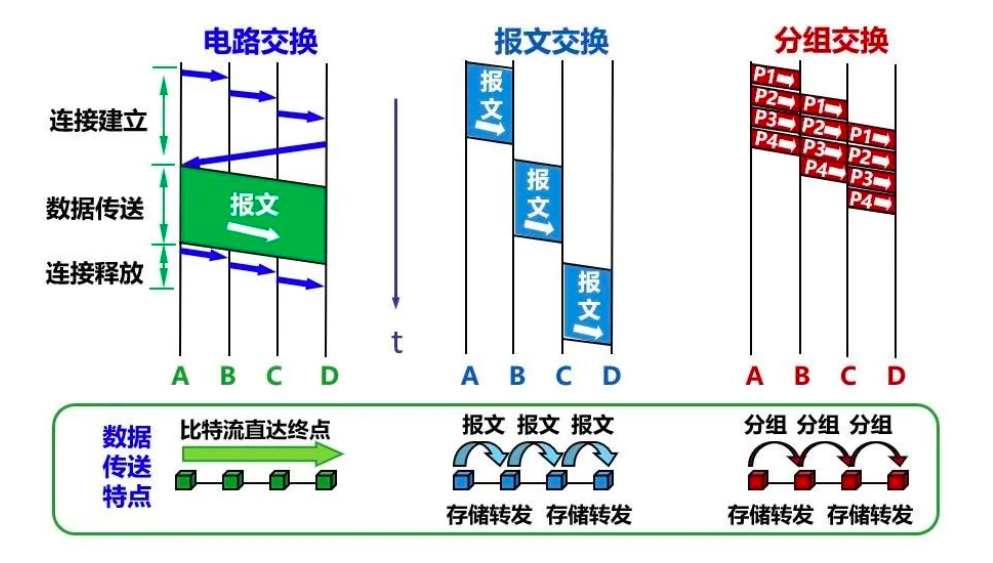 电路交换
报文交换
分组交换
连接建立
数据传送
连接释放
报文
A B C D
t
报
文
报
文
报
文
A B C D
P1
P2 P1
P3 P2 P1
P4 P3 P2
P4 P3
P4
A B C D
数据
传送
特点
比特流直达终点
报文 报文 报文
存储转发 存储转发
分组 分组 分组
存储转发 存储转发